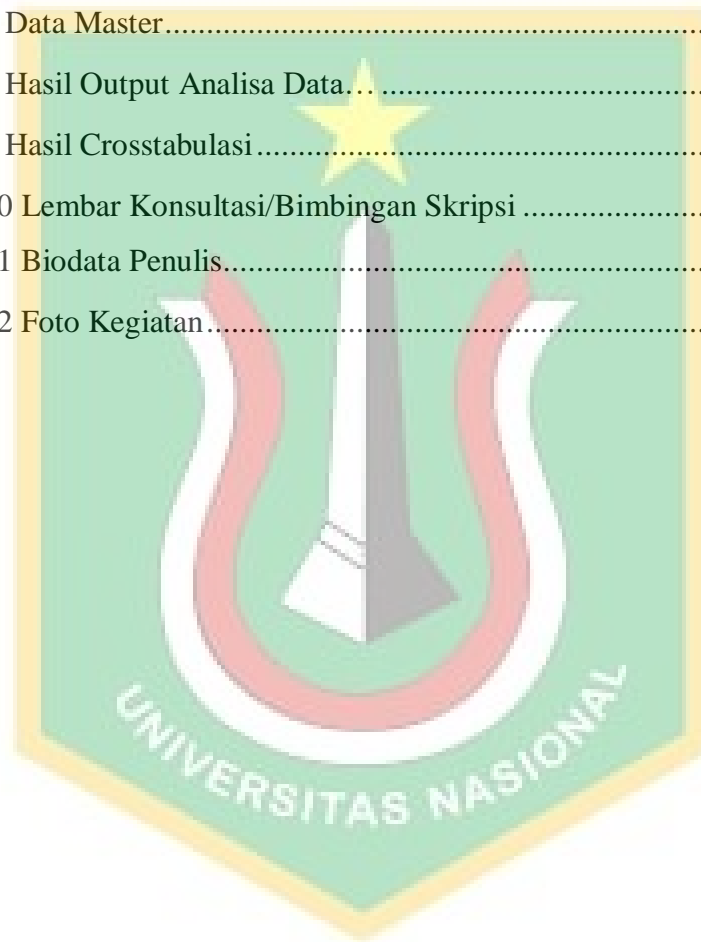 Data Master..............................................................................
Hasil Output Analisa Data… ............................................
Hasil Crosstabulasi..........................................................
0 Lembar Konsultasi/Bimbingan Skripsi .........................
1 Biodata Penulis...............................................................
2 Foto Kegiatan.................................................................
UNIVERSITAS NASIONAL